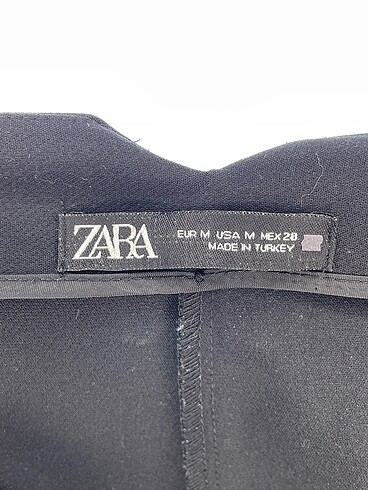 ZARA
EUR M USA M MEX 28
MADE IN TURKEY